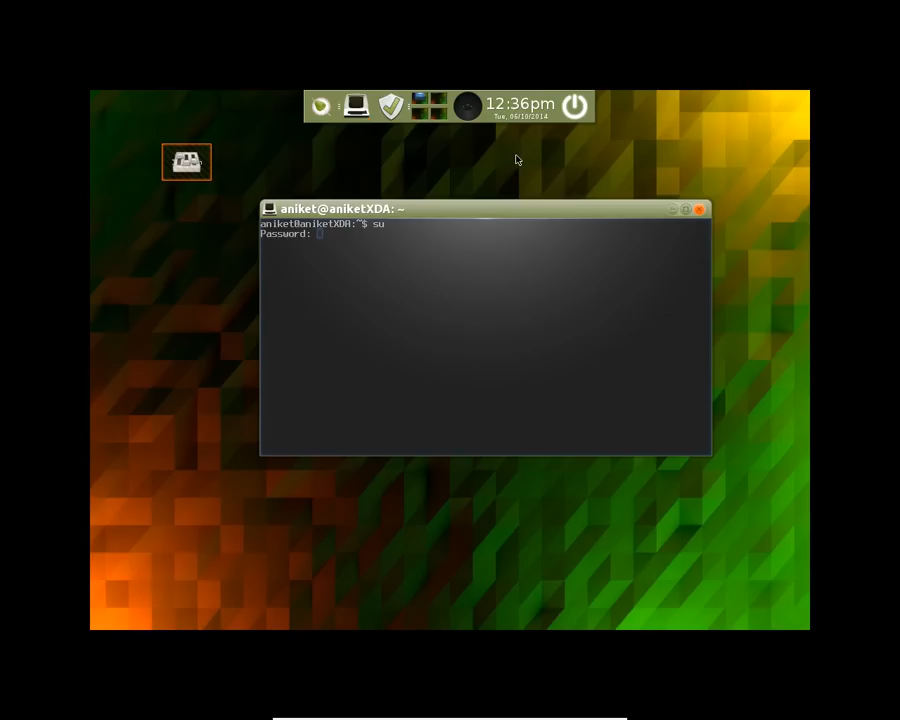 12:36pm
Tue, 06/10/2014
aniket@aniketXDA: ~
aniket@aniketXDA:~$ su
Password: